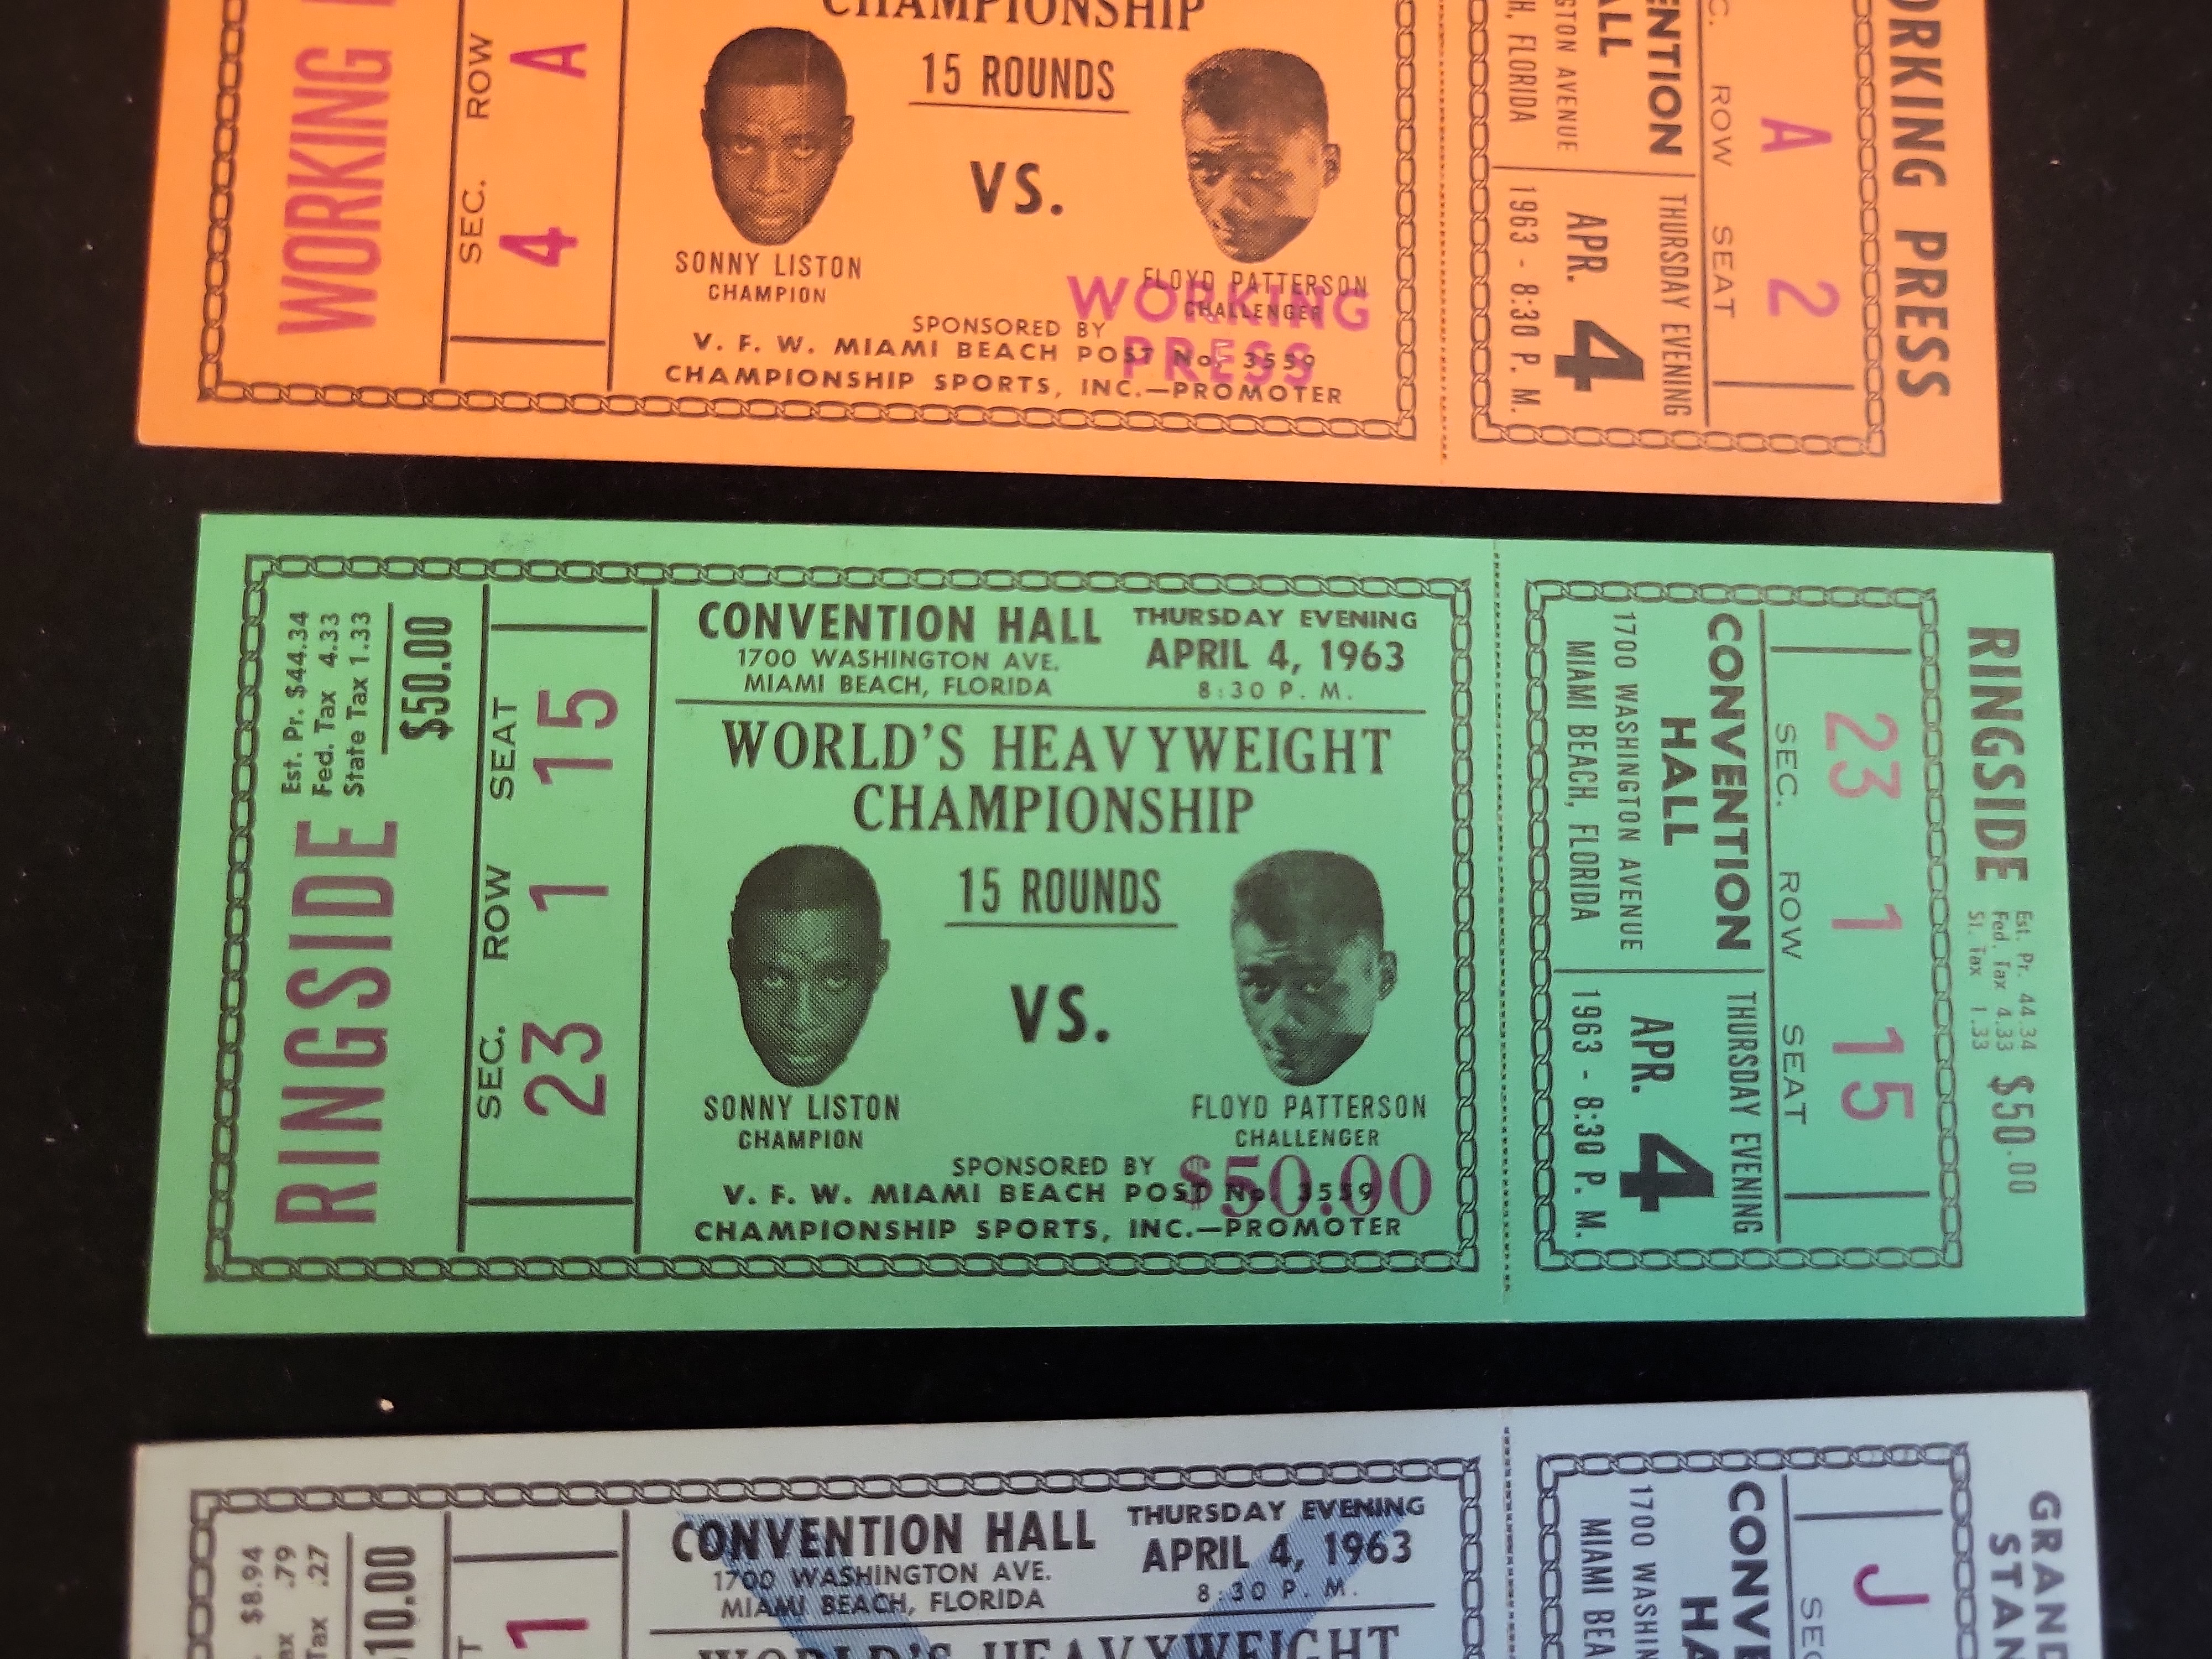 WORKING
SEC. ROW
4 A
CHAMPIONSHIP
15 ROUNDS
VS.
SONNY LISTON
CHAMPION
FLOYD PATTERSON
CHALLENGER
WORKING
PRESS
SPONSORED BY
V. F. W. MIAMI BEACH POST No. 3559
CHAMPIONSHIP SPORTS, INC.—PROMOTER
THURSDAY EVENING
APR. 4
1963 - 8:30 P. M.
ROW SEAT
A 2
WORKING PRESS
RINGSIDE
Est. Pr. $44.34
Fed. Tax 4.33
State Tax 1.33
$50.00
SEC. ROW SEAT
23 1 15
CONVENTION HALL
1700 WASHINGTON AVE.
MIAMI BEACH, FLORIDA
THURSDAY EVENING
APRIL 4, 1963
8:30 P. M.
WORLD'S HEAVYWEIGHT
CHAMPIONSHIP
15 ROUNDS
VS.
SONNY LISTON
CHAMPION
FLOYD PATTERSON
CHALLENGER
SPONSORED BY
$50.00
V. F. W. MIAMI BEACH POST No. 3559
CHAMPIONSHIP SPORTS, INC.—PROMOTER
CONVENTION
HALL
1700 WASHINGTON AVENUE
MIAMI BEACH, FLORIDA
THURSDAY EVENING
APR. 4
1963 - 8:30 P. M.
23 1 15
SEC. ROW SEAT
RINGSIDE
Est. Pr. 44.34
Fed. Tax 4.33
St. Tax 1.33
$50.00
$8.94
.79
Tax .27
10.00
1
CONVENTION HALL
1700 WASHINGTON AVE.
MIAMI BEACH, FLORIDA
THURSDAY EVENING
APRIL 4, 1963
8:30 P. M.
WORLD'S HEAVYWEIGHT
J
GRAND